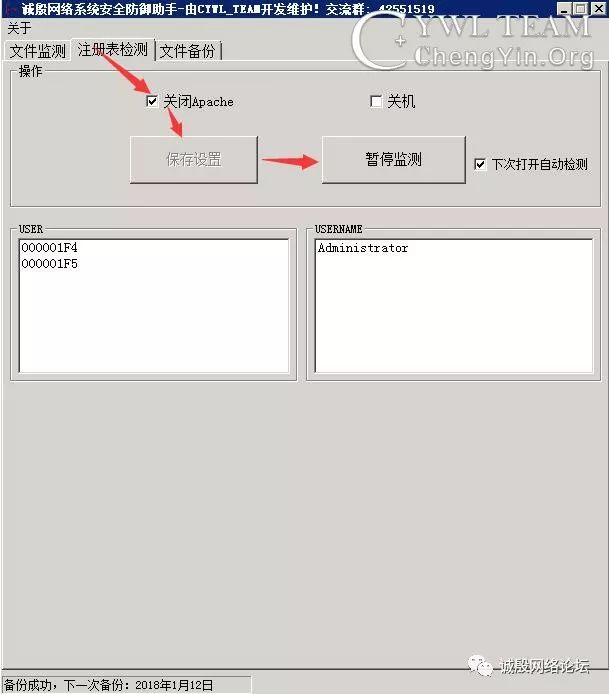 诚殷网络系统安全防御助手-由CYWL_TEAM开发维护! 交流群: 42551519
CYWL TEAM
ChengYin.Org
关于
文件监测
注册表检测
文件备份
操作
关闭Apache
关机
保存设置
暂停监测
下次打开自动检测
USER
USERNAME
000001F4
000001F5
Administrator
诚殷网络论坛
备份成功，下一次备份: 2018年1月12日